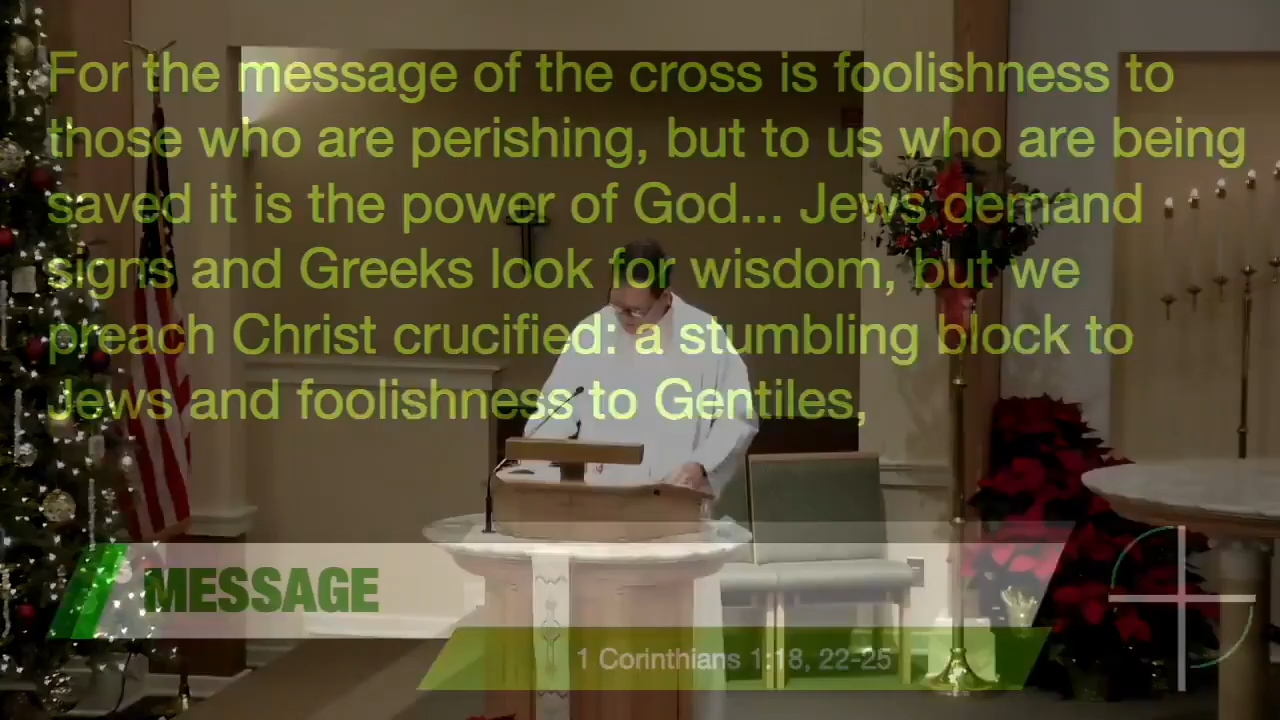 For the message of the cross is foolishness to
those who are perishing, but to us who are being
saved it is the power of God... Jews demand
signs and Greeks look for wisdom, but we
preach Christ crucified: a stumbling block to
Jews and foolishness to Gentiles,
MESSAGE
1 Corinthians 1:18, 22-25